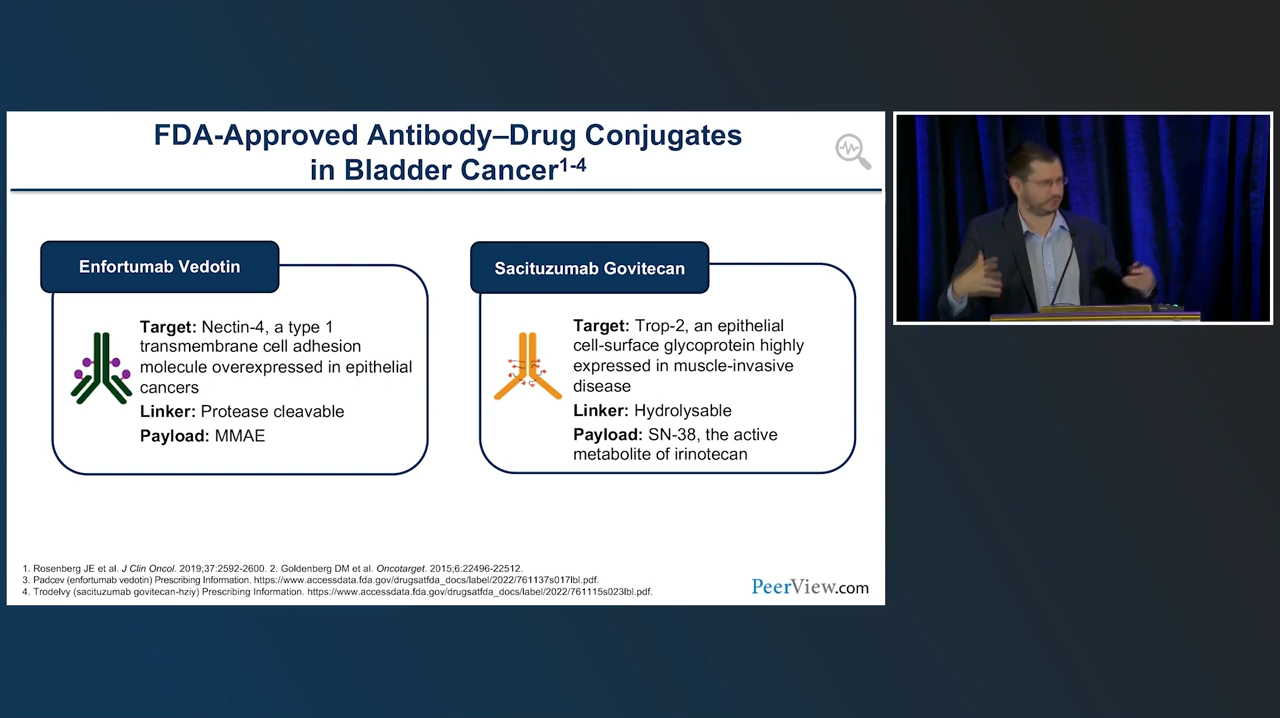 FDA-Approved Antibody–Drug Conjugates
in Bladder Cancer1-4
Enfortumab Vedotin
Target: Nectin-4, a type 1
transmembrane cell adhesion
molecule overexpressed in epithelial
cancers
Linker: Protease cleavable
Payload: MMAE
Sacituzumab Govitecan
Target: Trop-2, an epithelial
cell-surface glycoprotein highly
expressed in muscle-invasive
disease
Linker: Hydrolysable
Payload: SN-38, the active
metabolite of irinotecan
1. Rosenberg JE et al. J Clin Oncol. 2019;37:2592-2600. 2. Goldenberg DM et al. Oncotarget. 2015;6:22496-22512.
3. Padcev (enfortumab vedotin) Prescribing Information. https://www.accessdata.fda.gov/drugsatfda_docs/label/2022/761137s017lbl.pdf.
4. Trodelvy (sacituzumab govitecan-hziy) Prescribing Information. https://www.accessdata.fda.gov/drugsatfda_docs/label/2022/761115s023lbl.pdf.
PeerView.com